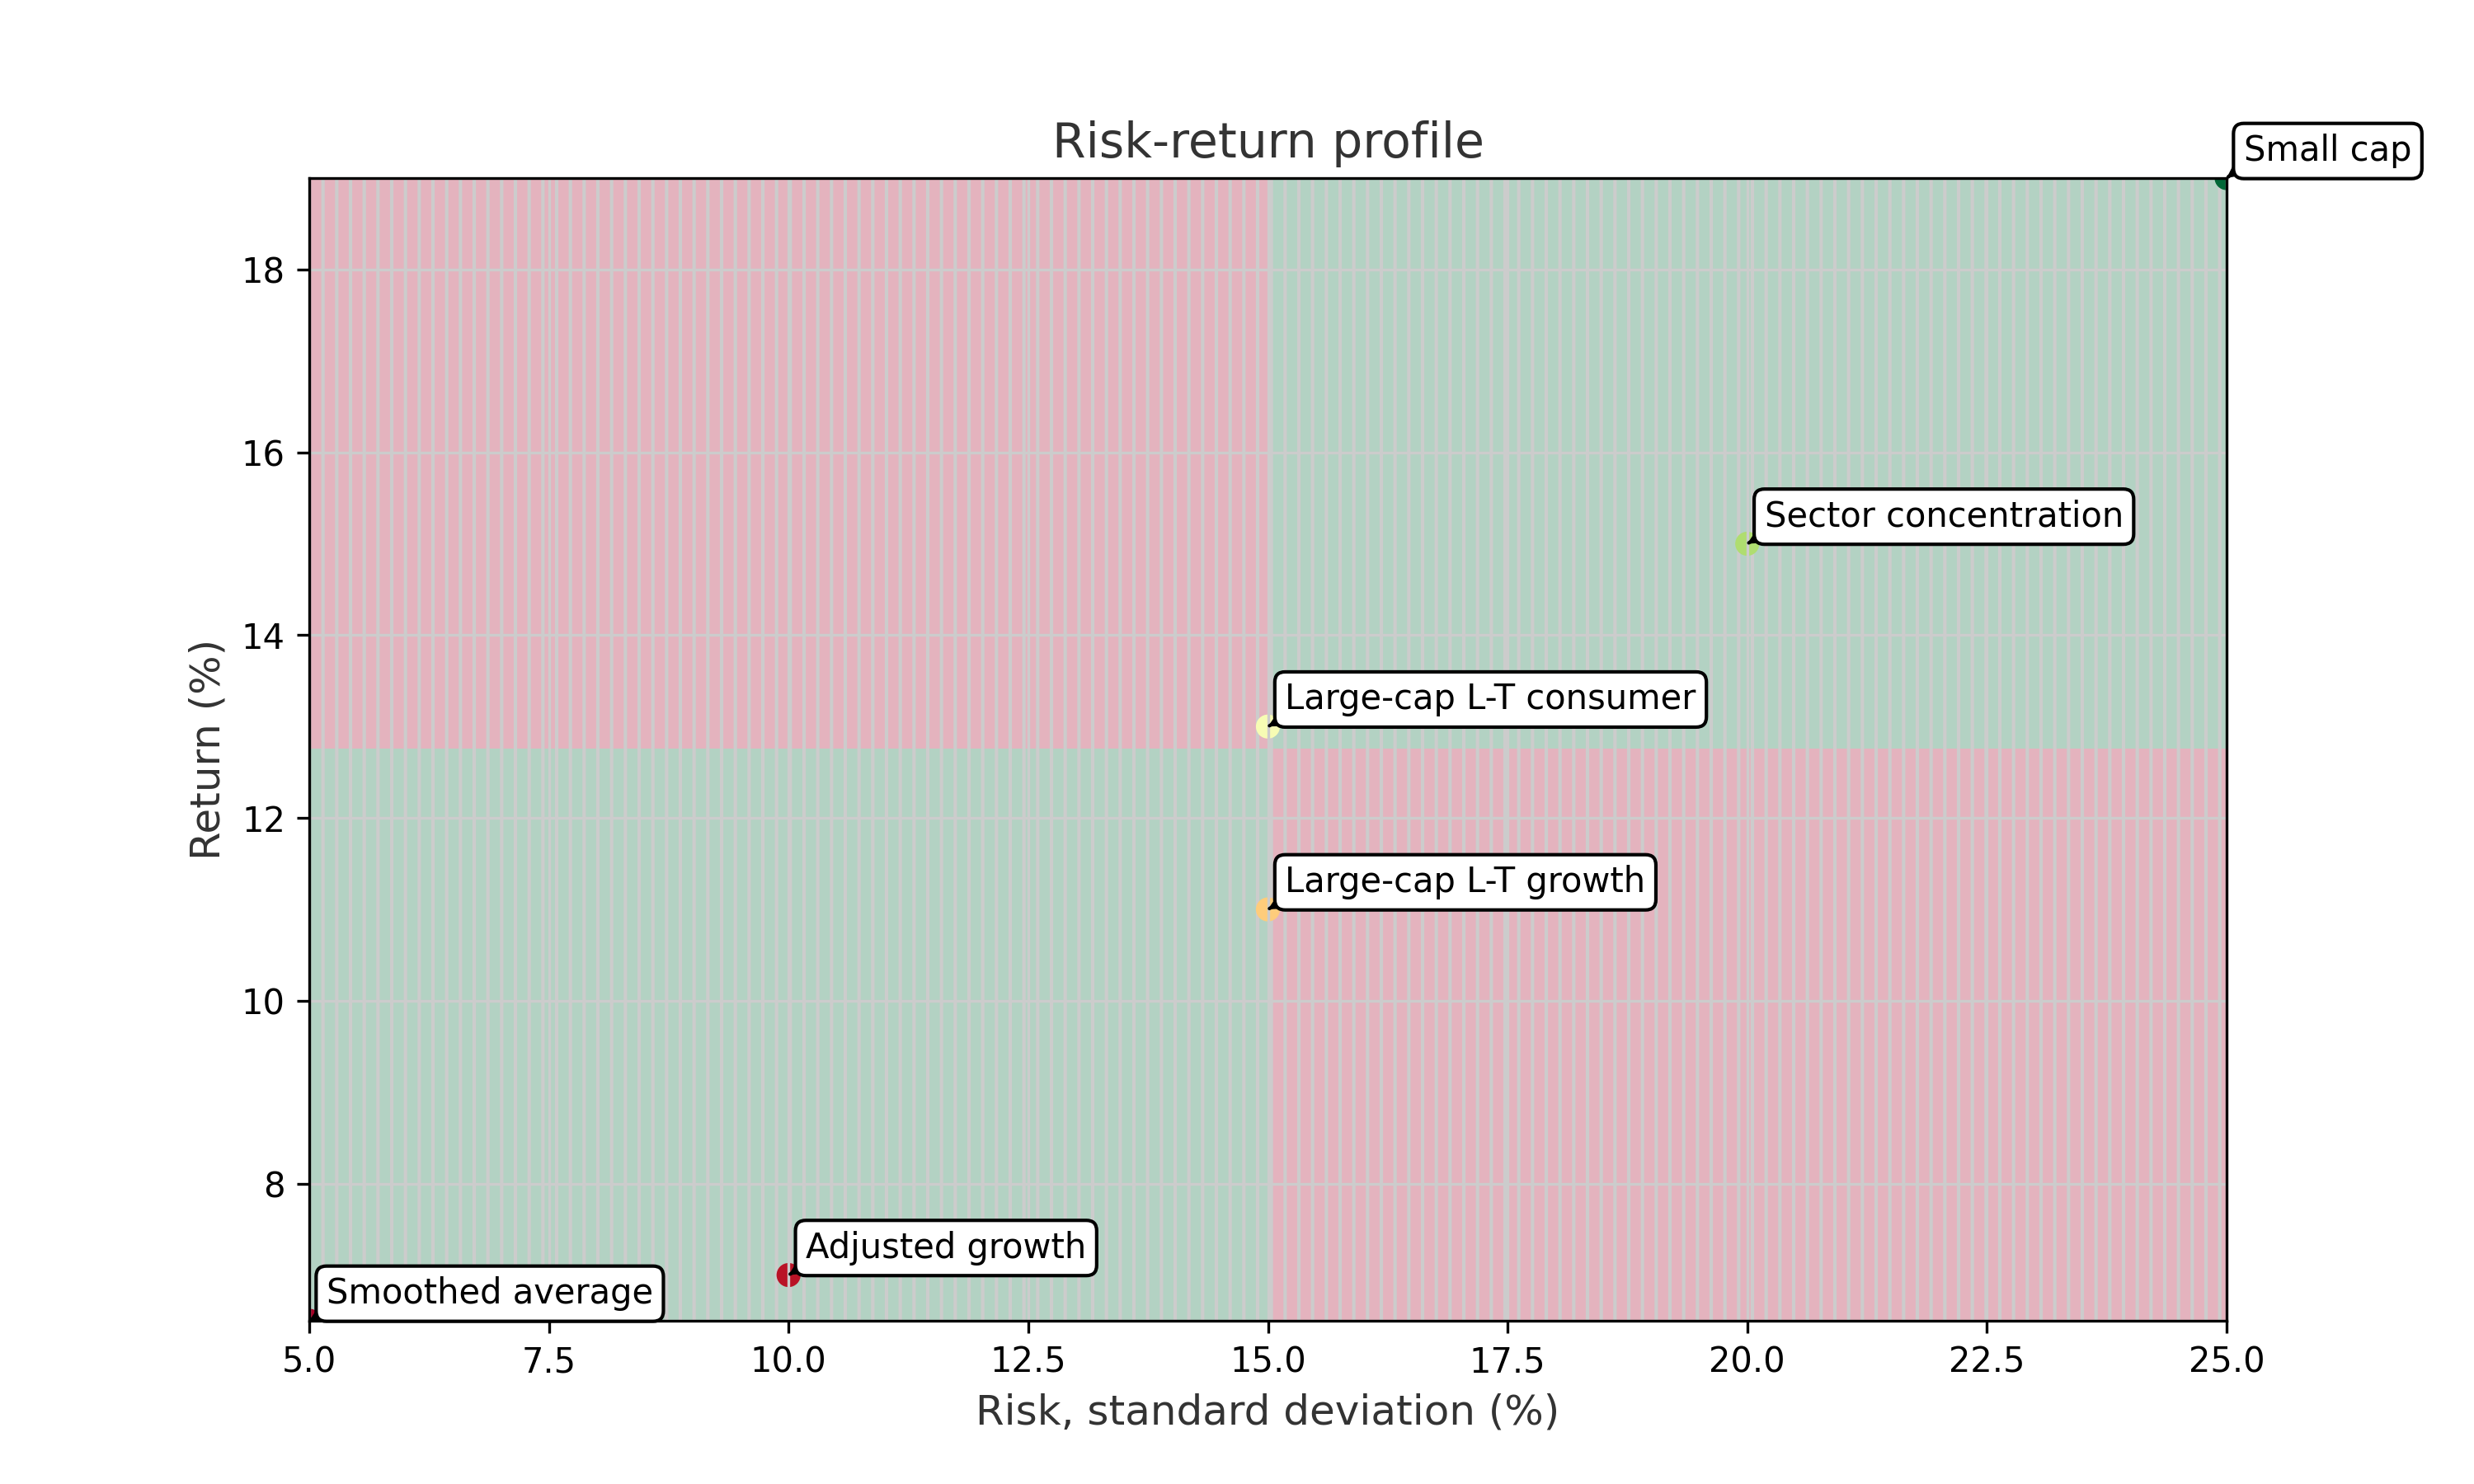 Risk-return profile
Small cap
18
16
Sector concentration
14
Large-cap L-T consumer
Return (%)
12
Large-cap L-T growth
10
8
Adjusted growth
Smoothed average
5.0 7.5 10.0 12.5 15.0 17.5 20.0 22.5 25.0
Risk, standard deviation (%)